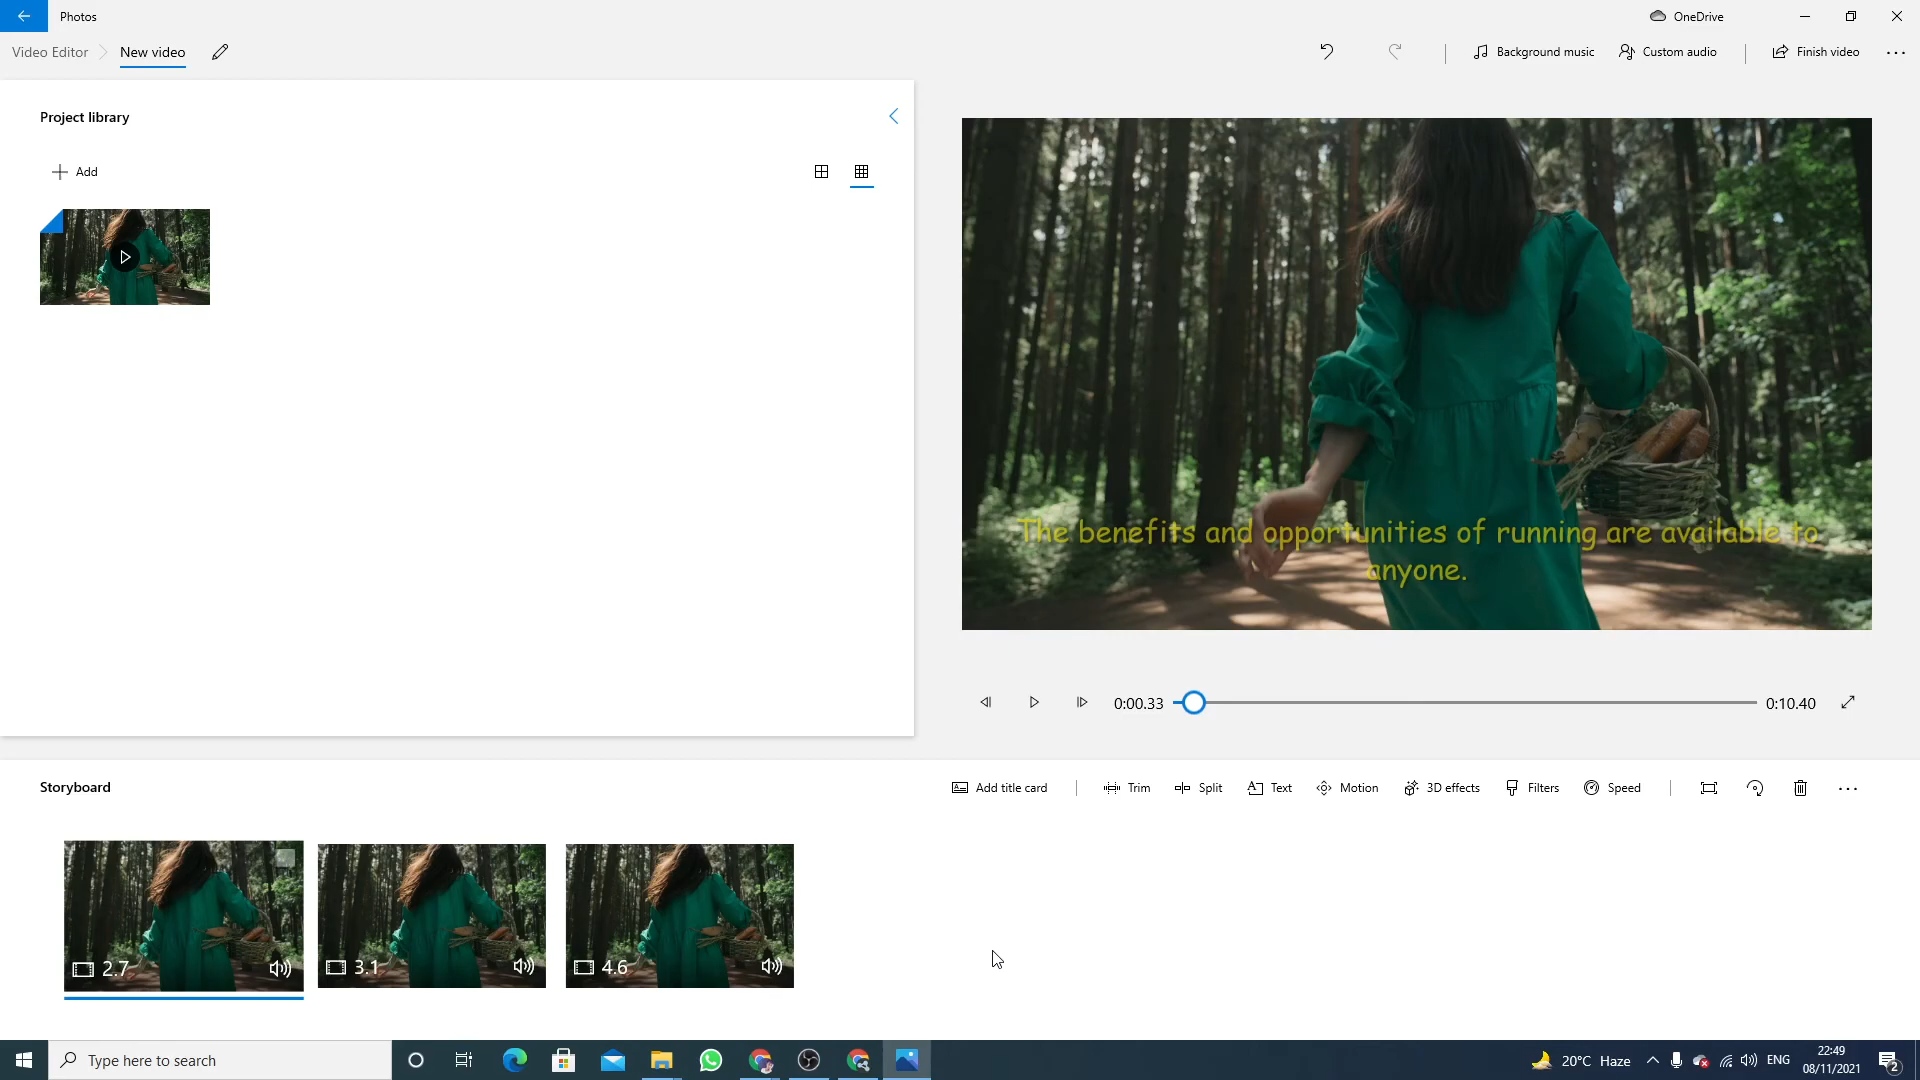 Photos
OneDrive
Video Editor
New video
Background music
Custom audio
Finish video
Project library
Add
The benefits and opportunities of running are available to
anyone.
0:00.33
0:10.40
Storyboard
Add title card
Trim
Split
Text
Motion
3D effects
Filters
Speed
2.7
3.1
4.6
Type here to search
20°C Haze
ENG
22:49
08/11/2021
2